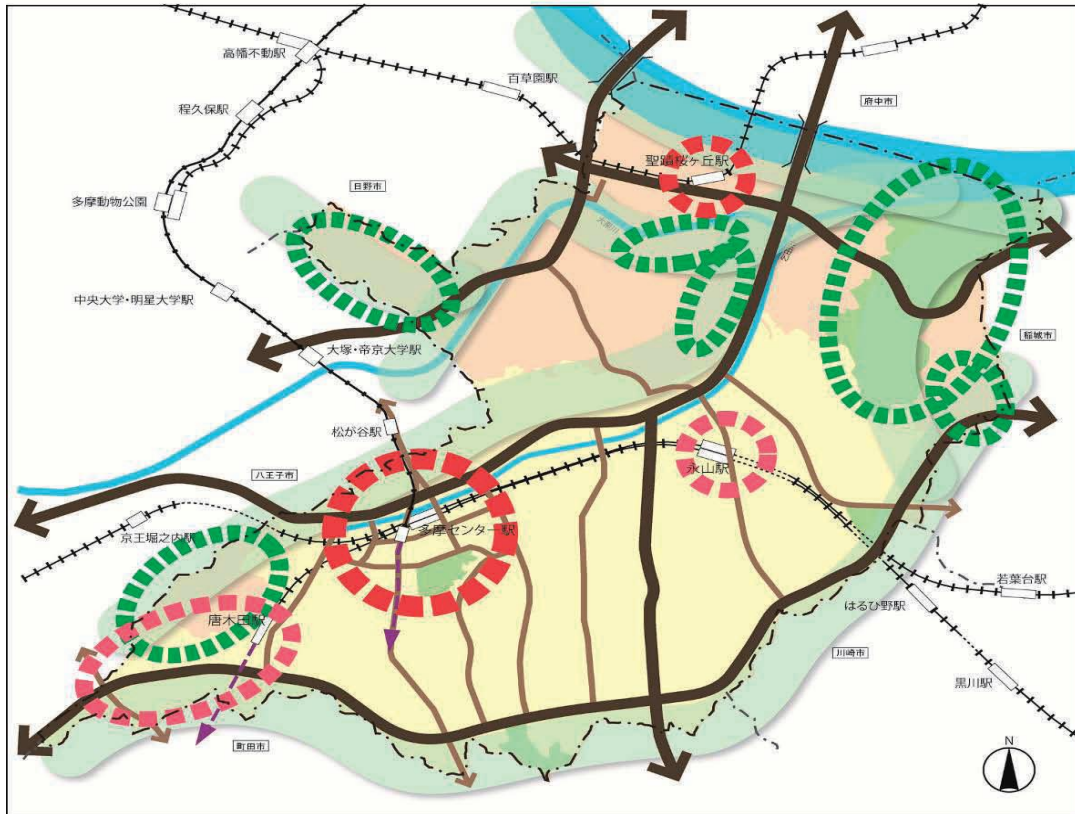 高幡不動駅
百草園駅
府中市
程久保駅
聖蹟桜ヶ丘駅
日野市
多摩動物公園
大栗川
中央大学・明星大学駅
稲城市
大塚・帝京大学駅
松が谷駅
永山駅
八王子市
多摩センター駅
京王堀之内駅
若葉台駅
はるひ野駅
唐木田駅
川崎市
黒川駅
町田市
N